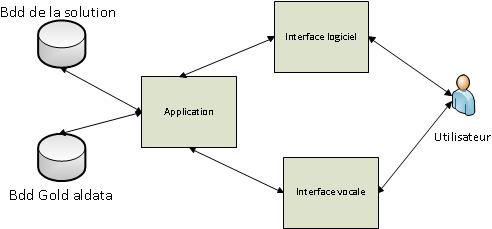 Bdd de la solution
Interface logiciel
Application
Utilisateur
Bdd Gold aldata
Interface vocale